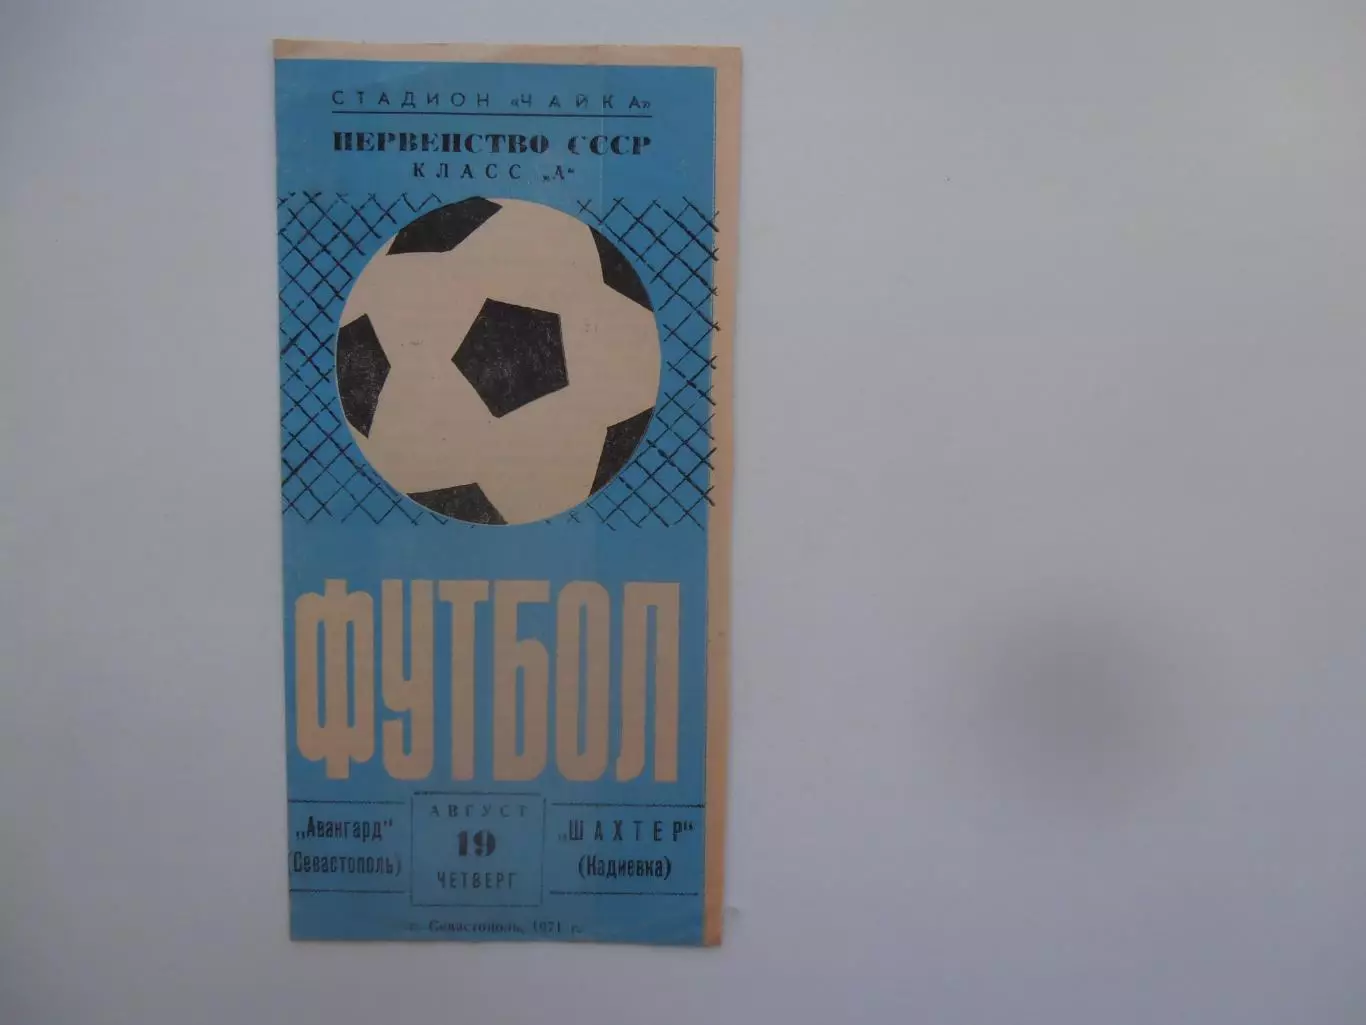 СТАДИОН «ЧАЙКА»
ПЕРВЕНСТВО СССР
КЛАСС „А“
ФУТБОЛ
„Авангард“
(Севастополь)
АВГУСТ
19
ЧЕТВЕРГ
„ШАХТЕР“
(Кадиевка)
г. Севастополь, 1971 г.